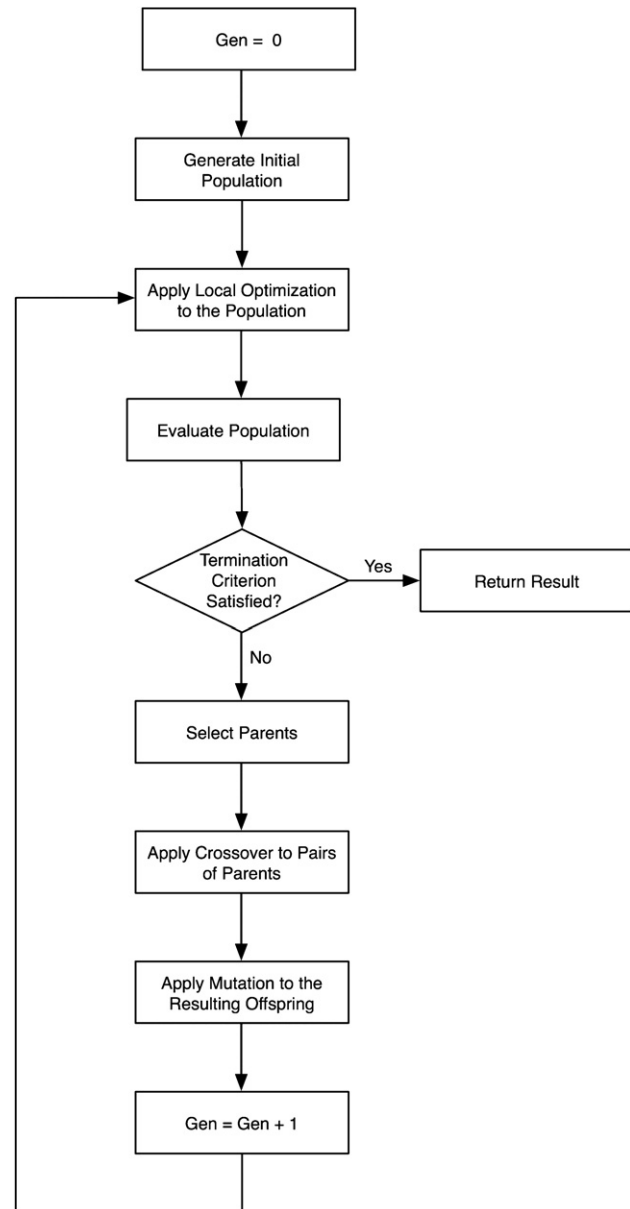 Gen = 0
Generate Initial
Population
Apply Local Optimization
to the Population
Evaluate Population
Termination
Criterion
Satisfied?
Yes
Return Result
No
Select Parents
Apply Crossover to Pairs
of Parents
Apply Mutation to the
Resulting Offspring
Gen = Gen + 1